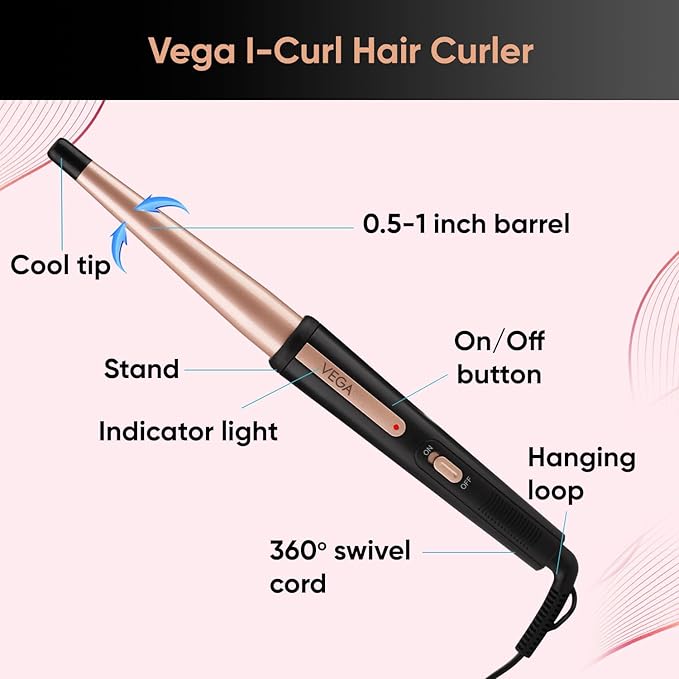 Vega I-Curl Hair Curler
0.5-1 inch barrel
Cool tip
On/Off
button
Stand
VEGA
Indicator light
ON
OFF
Hanging
loop
360° swivel
cord